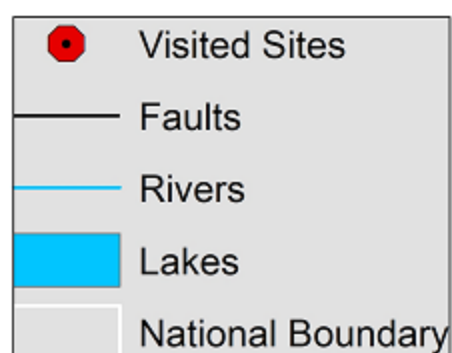 Visited Sites
Faults
Rivers
Lakes
National Boundary